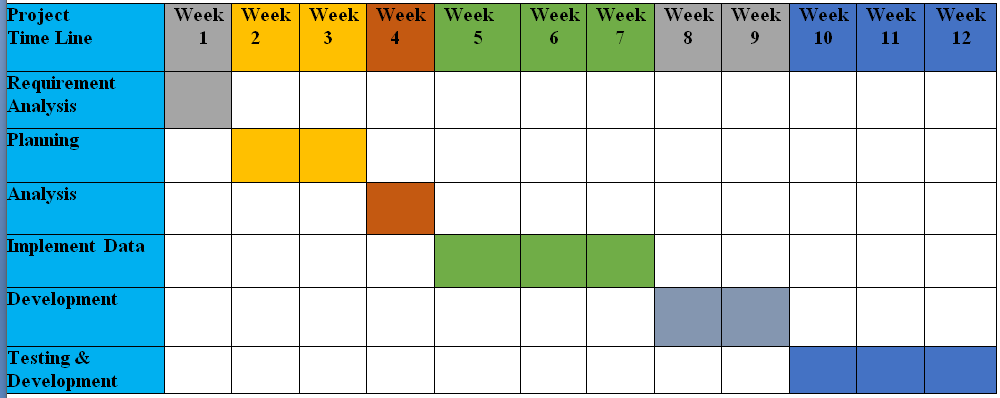 Project Time Line
Week 1
Week 2
Week 3
Week 4
Week 5
Week 6
Week 7
Week 8
Week 9
Week 10
Week 11
Week 12
Requirement
Analysis
Planning
Analysis
Implement Data
Development
Testing &
Development